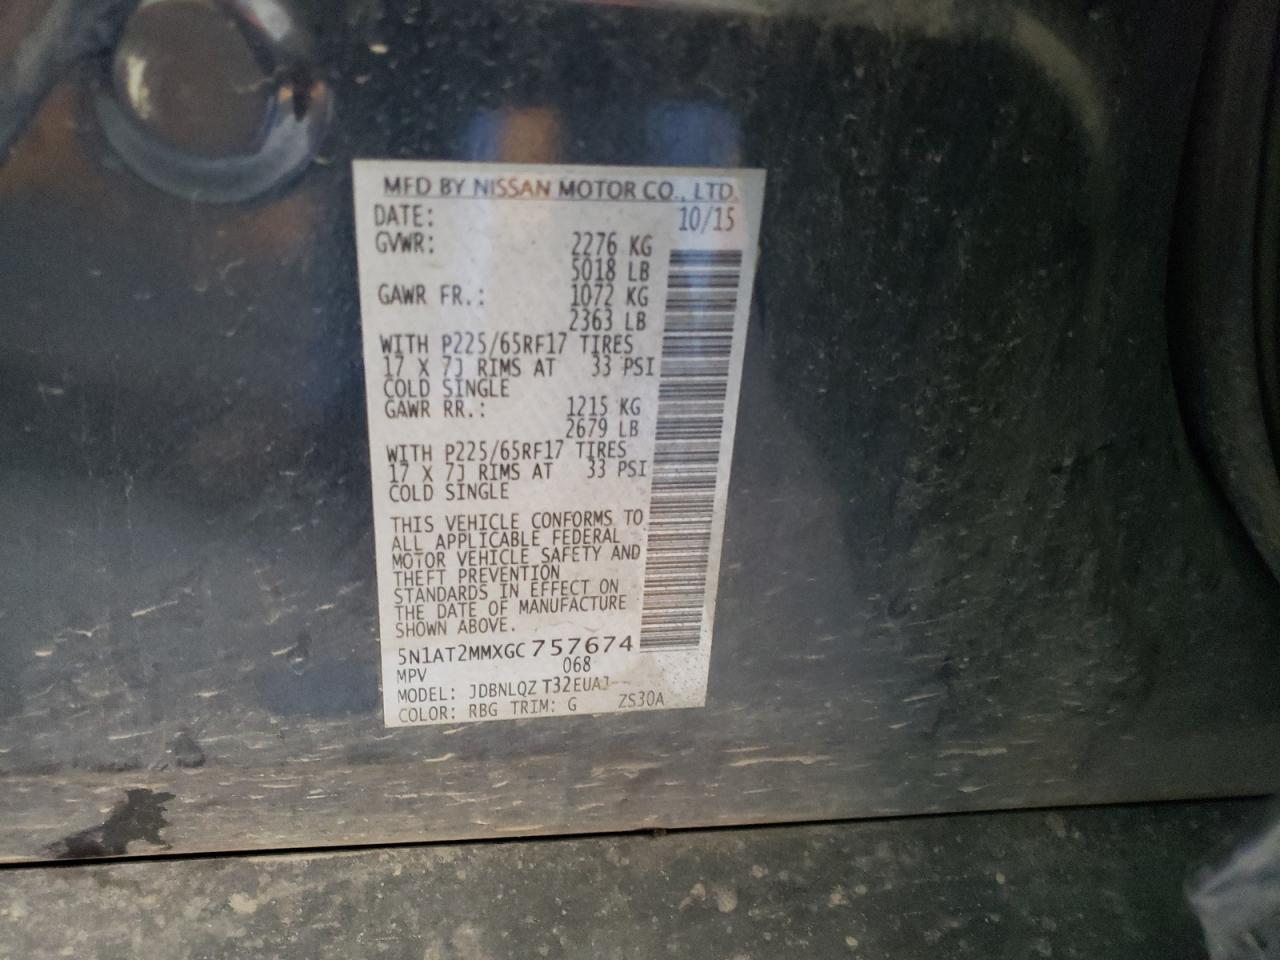 MFD BY NISSAN MOTOR CO., LTD.
DATE: 10/15
GVWR: 2276 KG
5018 LB
GAWR FR.: 1072 KG
2363 LB
WITH P225/65RF17 TIRES
17 X 7J RIMS AT 33 PSI
COLD SINGLE
GAWR RR.: 1215 KG
2679 LB
WITH P225/65RF17 TIRES
17 X 7J RIMS AT 33 PSI
COLD SINGLE
THIS VEHICLE CONFORMS TO
ALL APPLICABLE FEDERAL
MOTOR VEHICLE SAFETY AND
THEFT PREVENTION
STANDARDS IN EFFECT ON
THE DATE OF MANUFACTURE
SHOWN ABOVE.
5N1AT2MMXGC757674
MPV 068
MODEL: JDBNLQZ T32EUAJ--
COLOR: RBG TRIM: G ZS30A